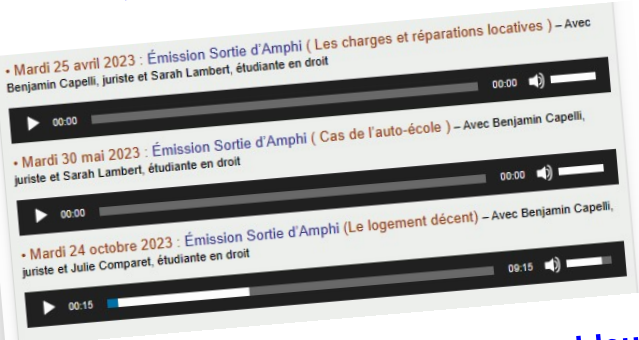 • Mardi 25 avril 2023 : Émission Sortie d'Amphi ( Les charges et réparations locatives ) – Avec
Benjamin Capelli, juriste et Sarah Lambert, étudiante en droit
00:00 00:00
• Mardi 30 mai 2023 : Émission Sortie d'Amphi ( Cas de l'auto-école ) – Avec Benjamin Capelli,
juriste et Sarah Lambert, étudiante en droit
00:00 00:00
• Mardi 24 octobre 2023 : Émission Sortie d'Amphi (Le logement décent) – Avec Benjamin Capelli,
juriste et Julie Comparet, étudiante en droit
00:15 09:15